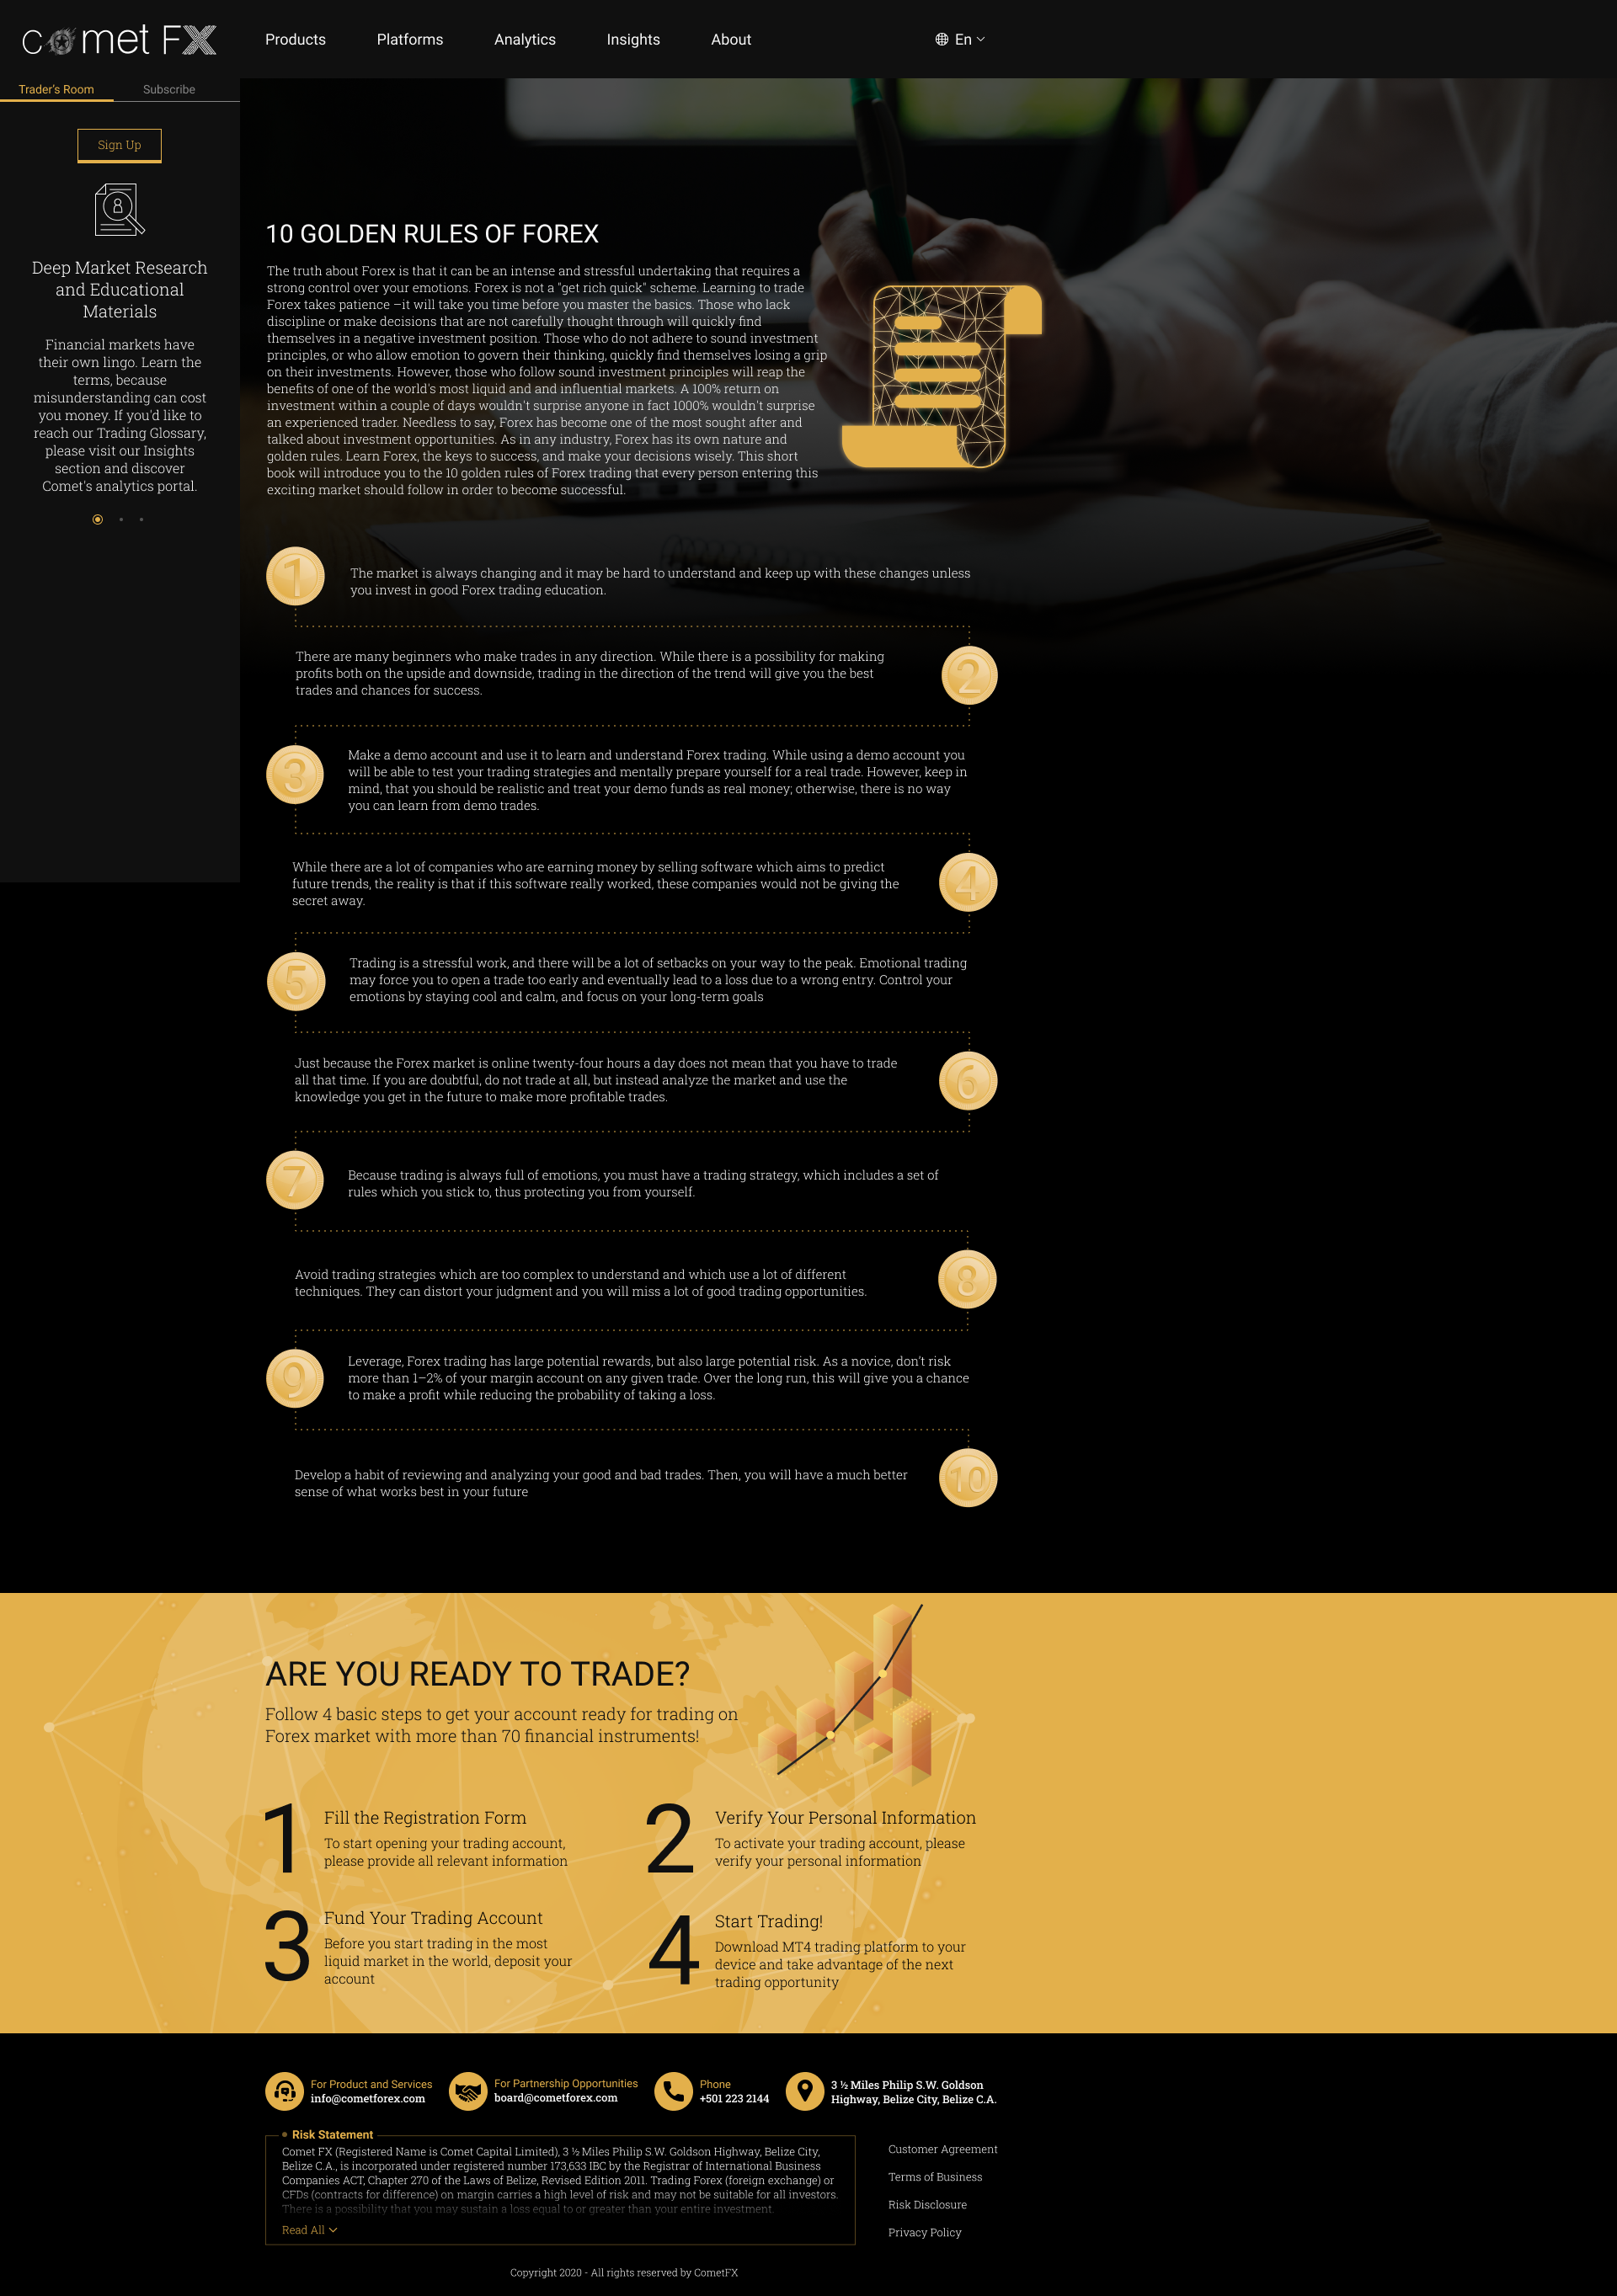 comet FX
Products
Platforms
Analytics
Insights
About
En
Trader's Room
Subscribe
Sign Up
Deep Market Research
and Educational
Materials
Financial markets have
their own lingo. Learn the
terms, because
misunderstanding can cost
you money. If you'd like to
reach our Trading Glossary,
please visit our Insights
section and discover
Comet's analytics portal.
10 GOLDEN RULES OF FOREX
The truth about Forex is that it can be an intense and stressful undertaking that requires a
strong control over your emotions. Forex is not a "get rich quick" scheme. Learning to trade
Forex takes patience –it will take you time before you master the basics. Those who lack
discipline or make decisions that are not carefully thought through will quickly find
themselves in a negative investment position. Those who do not adhere to sound investment
principles, or who allow emotion to govern their thinking, quickly find themselves losing a grip
on their investments. However, those who follow sound investment principles will reap the
benefits of one of the world's most liquid and and influential markets. A 100% return on
investment within a couple of days wouldn't surprise anyone in fact 1000% wouldn't surprise
an experienced trader. Needless to say, Forex has become one of the most sought after and
talked about investment opportunities. As in any industry, Forex has its own nature and
golden rules. Learn Forex, the keys to success, and make your decisions wisely. This short
book will introduce you to the 10 golden rules of Forex trading that every person entering this
exciting market should follow in order to become successful.
1
The market is always changing and it may be hard to understand and keep up with these changes unless
you invest in good Forex trading education.
There are many beginners who make trades in any direction. While there is a possibility for making
profits both on the upside and downside, trading in the direction of the trend will give you the best
trades and chances for success.
2
3
Make a demo account and use it to learn and understand Forex trading. While using a demo account you
will be able to test your trading strategies and mentally prepare yourself for a real trade. However, keep in
mind, that you should be realistic and treat your demo funds as real money; otherwise, there is no way
you can learn from demo trades.
While there are a lot of companies who are earning money by selling software which aims to predict
future trends, the reality is that if this software really worked, these companies would not be giving the
secret away.
4
5
Trading is a stressful work, and there will be a lot of setbacks on your way to the peak. Emotional trading
may force you to open a trade too early and eventually lead to a loss due to a wrong entry. Control your
emotions by staying cool and calm, and focus on your long-term goals
Just because the Forex market is online twenty-four hours a day does not mean that you have to trade
all that time. If you are doubtful, do not trade at all, but instead analyze the market and use the
knowledge you get in the future to make more profitable trades.
6
7
Because trading is always full of emotions, you must have a trading strategy, which includes a set of
rules which you stick to, thus protecting you from yourself.
Avoid trading strategies which are too complex to understand and which use a lot of different
techniques. They can distort your judgment and you will miss a lot of good trading opportunities.
8
9
Leverage, Forex trading has large potential rewards, but also large potential risk. As a novice, don't risk
more than 1–2% of your margin account on any given trade. Over the long run, this will give you a chance
to make a profit while reducing the probability of taking a loss.
Develop a habit of reviewing and analyzing your good and bad trades. Then, you will have a much better
sense of what works best in your future
10
ARE YOU READY TO TRADE?
Follow 4 basic steps to get your account ready for trading on
Forex market with more than 70 financial instruments!
1
Fill the Registration Form
To start opening your trading account,
please provide all relevant information
2
Verify Your Personal Information
To activate your trading account, please
verify your personal information
3
Fund Your Trading Account
Before you start trading in the most
liquid market in the world, deposit your
account
4
Start Trading!
Download MT4 trading platform to your
device and take advantage of the next
trading opportunity
For Product and Services
info@cometforex.com
For Partnership Opportunities
board@cometforex.com
Phone
+501 223 2144
3 ½ Miles Philip S.W. Goldson
Highway, Belize City, Belize C.A.
Risk Statement
Comet FX (Registered Name is Comet Capital Limited), 3 ½ Miles Philip S.W. Goldson Highway, Belize City,
Belize C.A., is incorporated under registered number 173,633 IBC by the Registrar of International Business
Companies ACT, Chapter 270 of the Laws of Belize, Revised Edition 2011. Trading Forex (foreign exchange) or
CFDs (contracts for difference) on margin carries a high level of risk and may not be suitable for all investors.
There is a possibility that you may sustain a loss equal to or greater than your entire investment.
Read All
Customer Agreement
Terms of Business
Risk Disclosure
Privacy Policy
Copyright 2020 - All rights reserved by CometFX